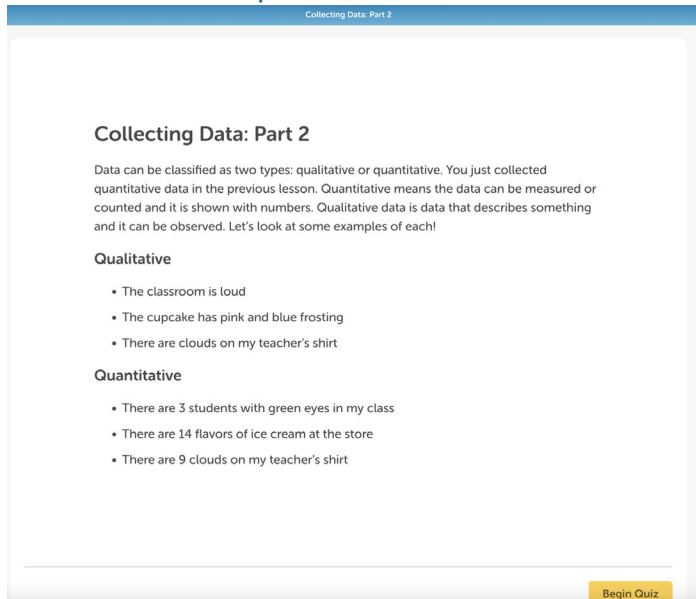 Collecting Data: Part 2
Collecting Data: Part 2
Data can be classified as two types: qualitative or quantitative. You just collected
quantitative data in the previous lesson. Quantitative means the data can be measured or
counted and it is shown with numbers. Qualitative data is data that describes something
and it can be observed. Let's look at some examples of each!
Qualitative
• The classroom is loud
• The cupcake has pink and blue frosting
• There are clouds on my teacher's shirt
Quantitative
• There are 3 students with green eyes in my class
• There are 14 flavors of ice cream at the store
• There are 9 clouds on my teacher's shirt
Begin Quiz